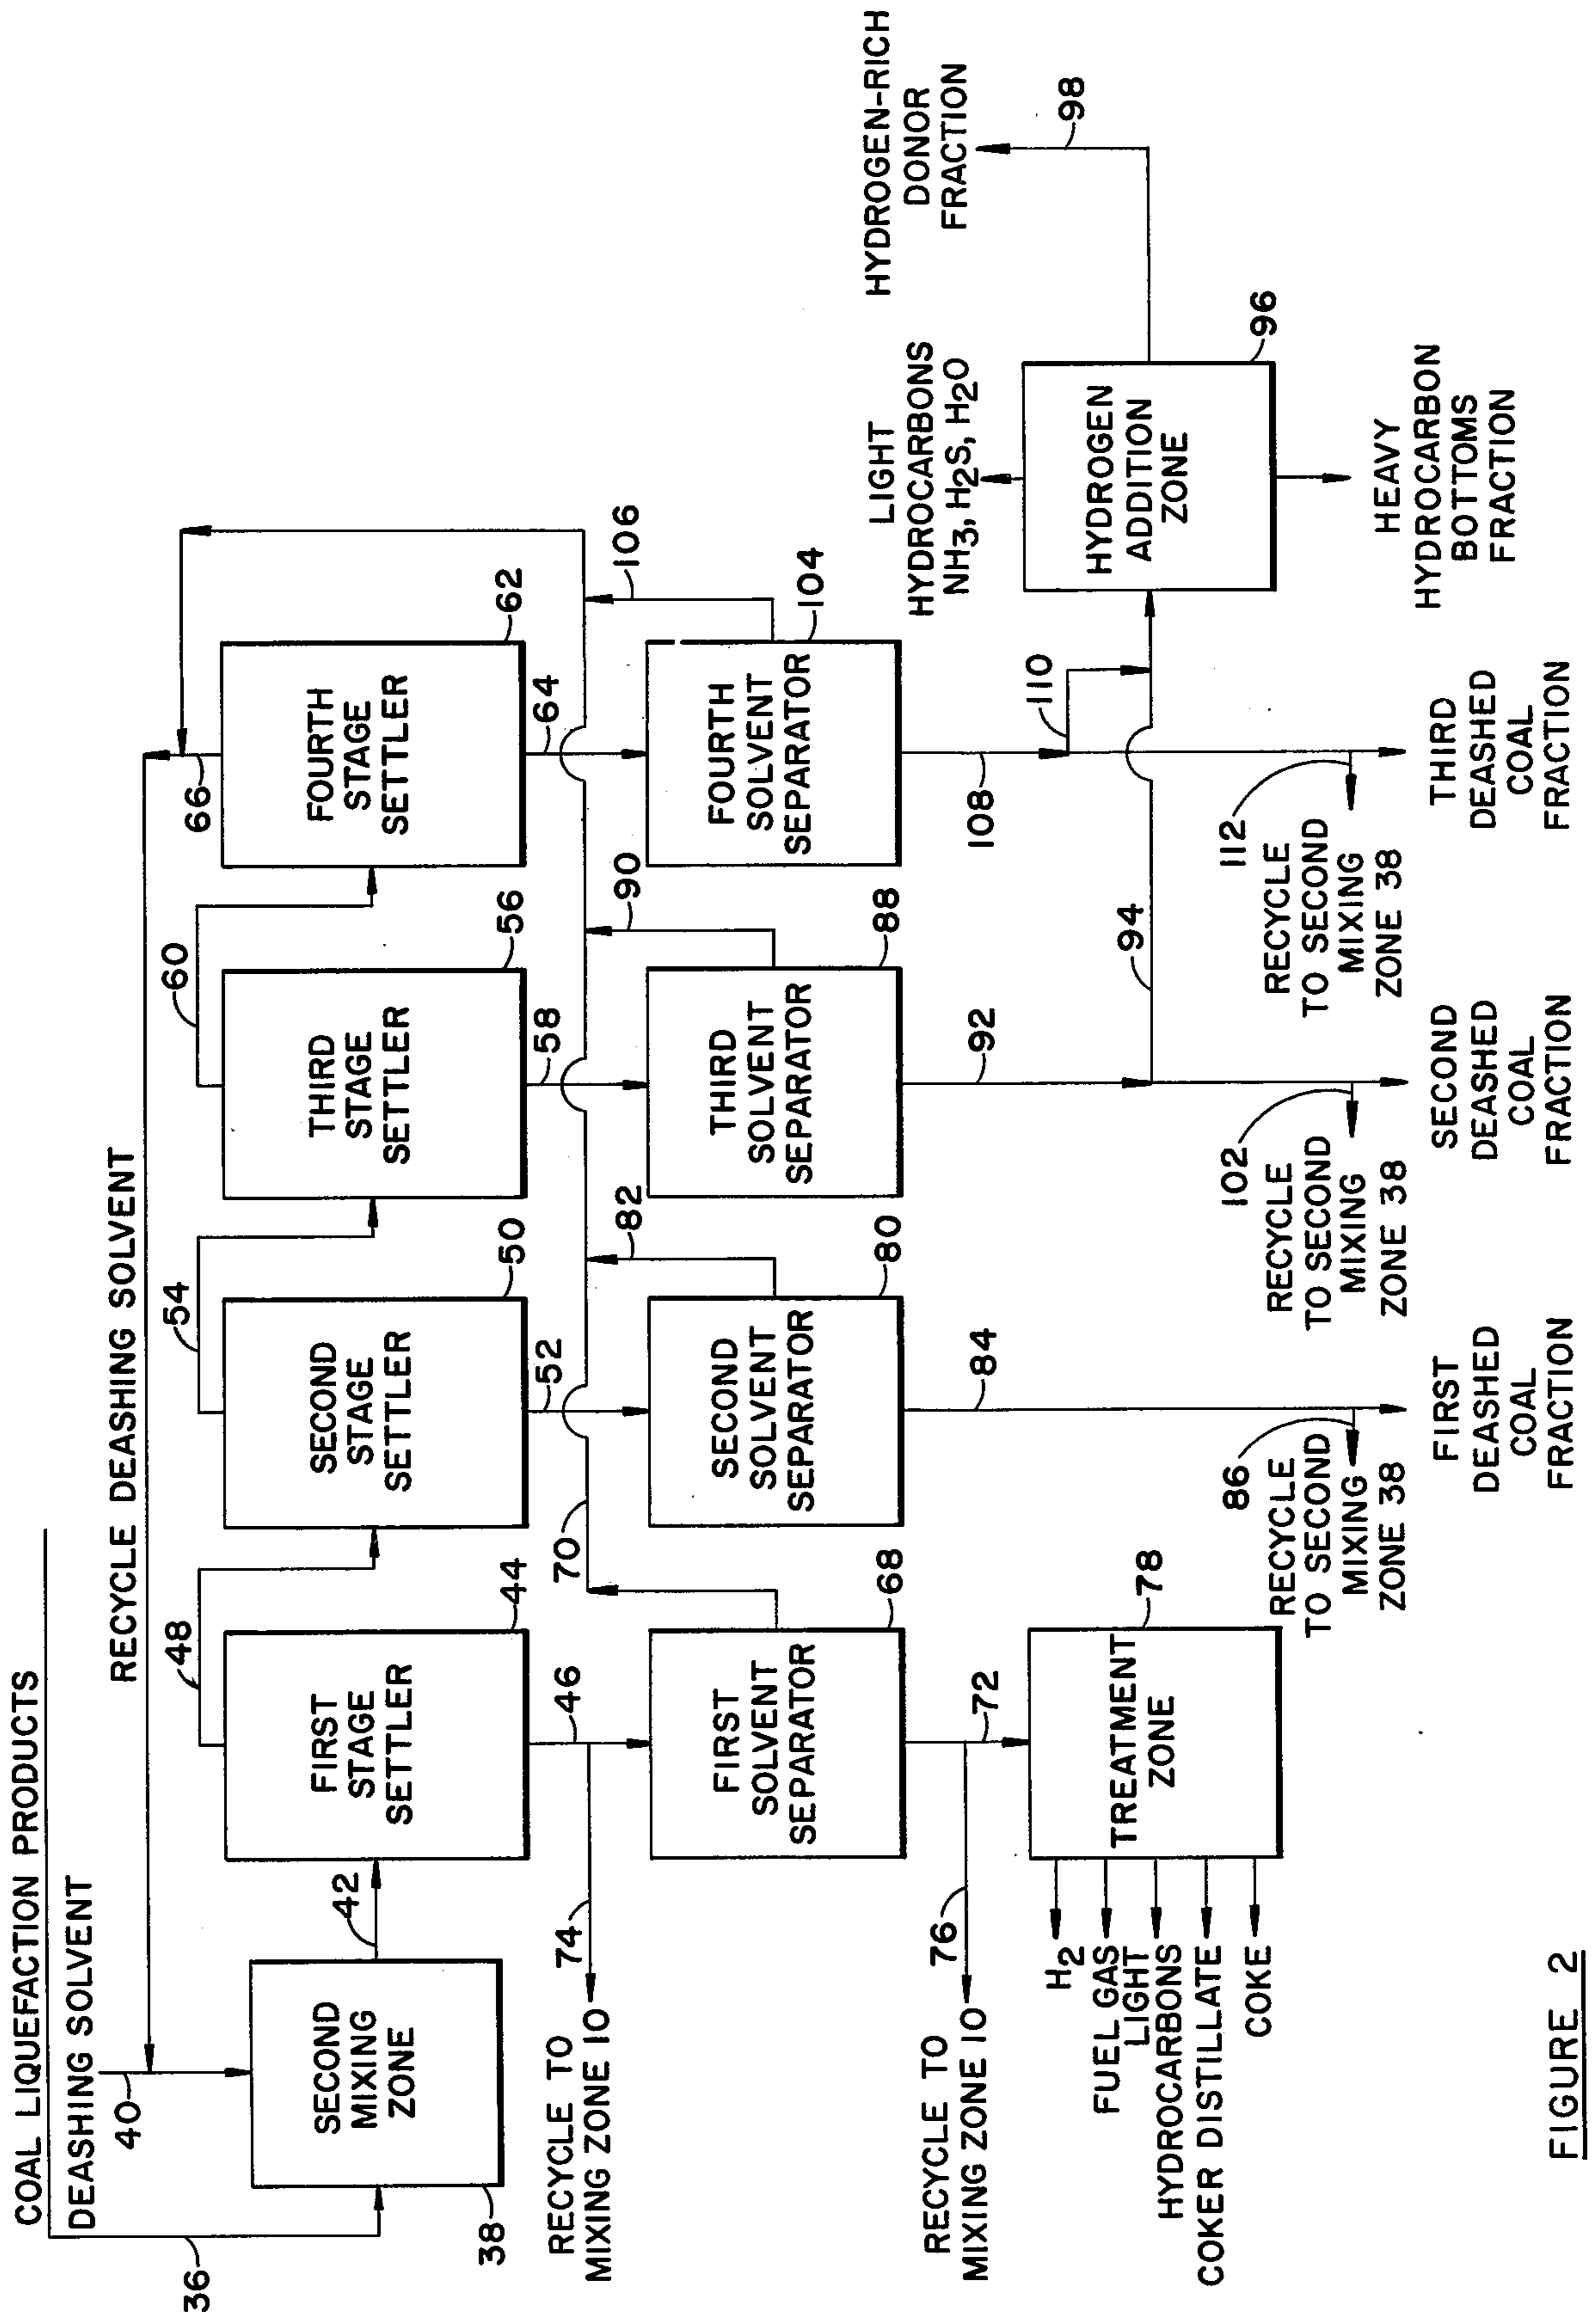 COAL LIQUEFACTION PRODUCTS
DEASHING SOLVENT
RECYCLE DEASHING SOLVENT
36
40
38
SECOND
MIXING
ZONE
42
48
FIRST
STAGE
SETTLER
44
54
SECOND
STAGE
SETTLER
50
60
THIRD
STAGE
SETTLER
56
66
FOURTH
STAGE
SETTLER
62
46
74
RECYCLE TO
MIXING ZONE 10
52
58
64
70
82
90
106
FIRST
SOLVENT
SEPARATOR
68
SECOND
SOLVENT
SEPARATOR
80
THIRD
SOLVENT
SEPARATOR
88
FOURTH
SOLVENT
SEPARATOR
104
72
76
RECYCLE TO
MIXING ZONE 10
84
92
108
110
94
TREATMENT
ZONE
78
H2
FUEL GAS
LIGHT
HYDROCARBONS
COKER DISTILLATE
COKE
86
RECYCLE
TO SECOND
MIXING
ZONE 38
FIRST
DEASHED
COAL
FRACTION
102
RECYCLE
TO SECOND
MIXING
ZONE 38
SECOND
DEASHED
COAL
FRACTION
112
RECYCLE
TO SECOND
MIXING
ZONE 38
THIRD
DEASHED
COAL
FRACTION
LIGHT
HYDROCARBONS
NH3, H2S, H2O
HYDROGEN
ADDITION
ZONE
96
HEAVY
HYDROCARBON
BOTTOMS
FRACTION
HYDROGEN-RICH
DONOR
FRACTION
98
FIGURE 2